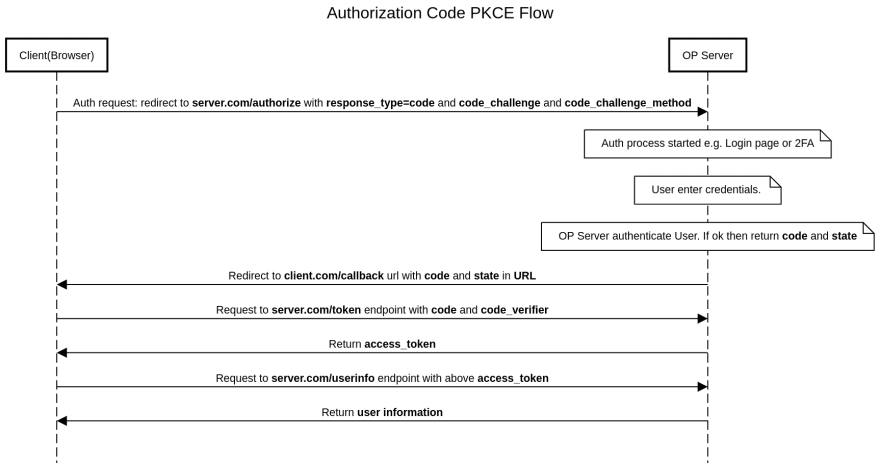 Authorization Code PKCE Flow
Client(Browser)
OP Server
Auth request: redirect to server.com/authorize with response_type=code and code_challenge and code_challenge_method
Auth process started e.g. Login page or 2FA
User enter credentials.
OP Server authenticate User. If ok then return code and state
Redirect to client.com/callback url with code and state in URL
Request to server.com/token endpoint with code and code_verifier
Return access_token
Request to server.com/userinfo endpoint with above access_token
Return user information